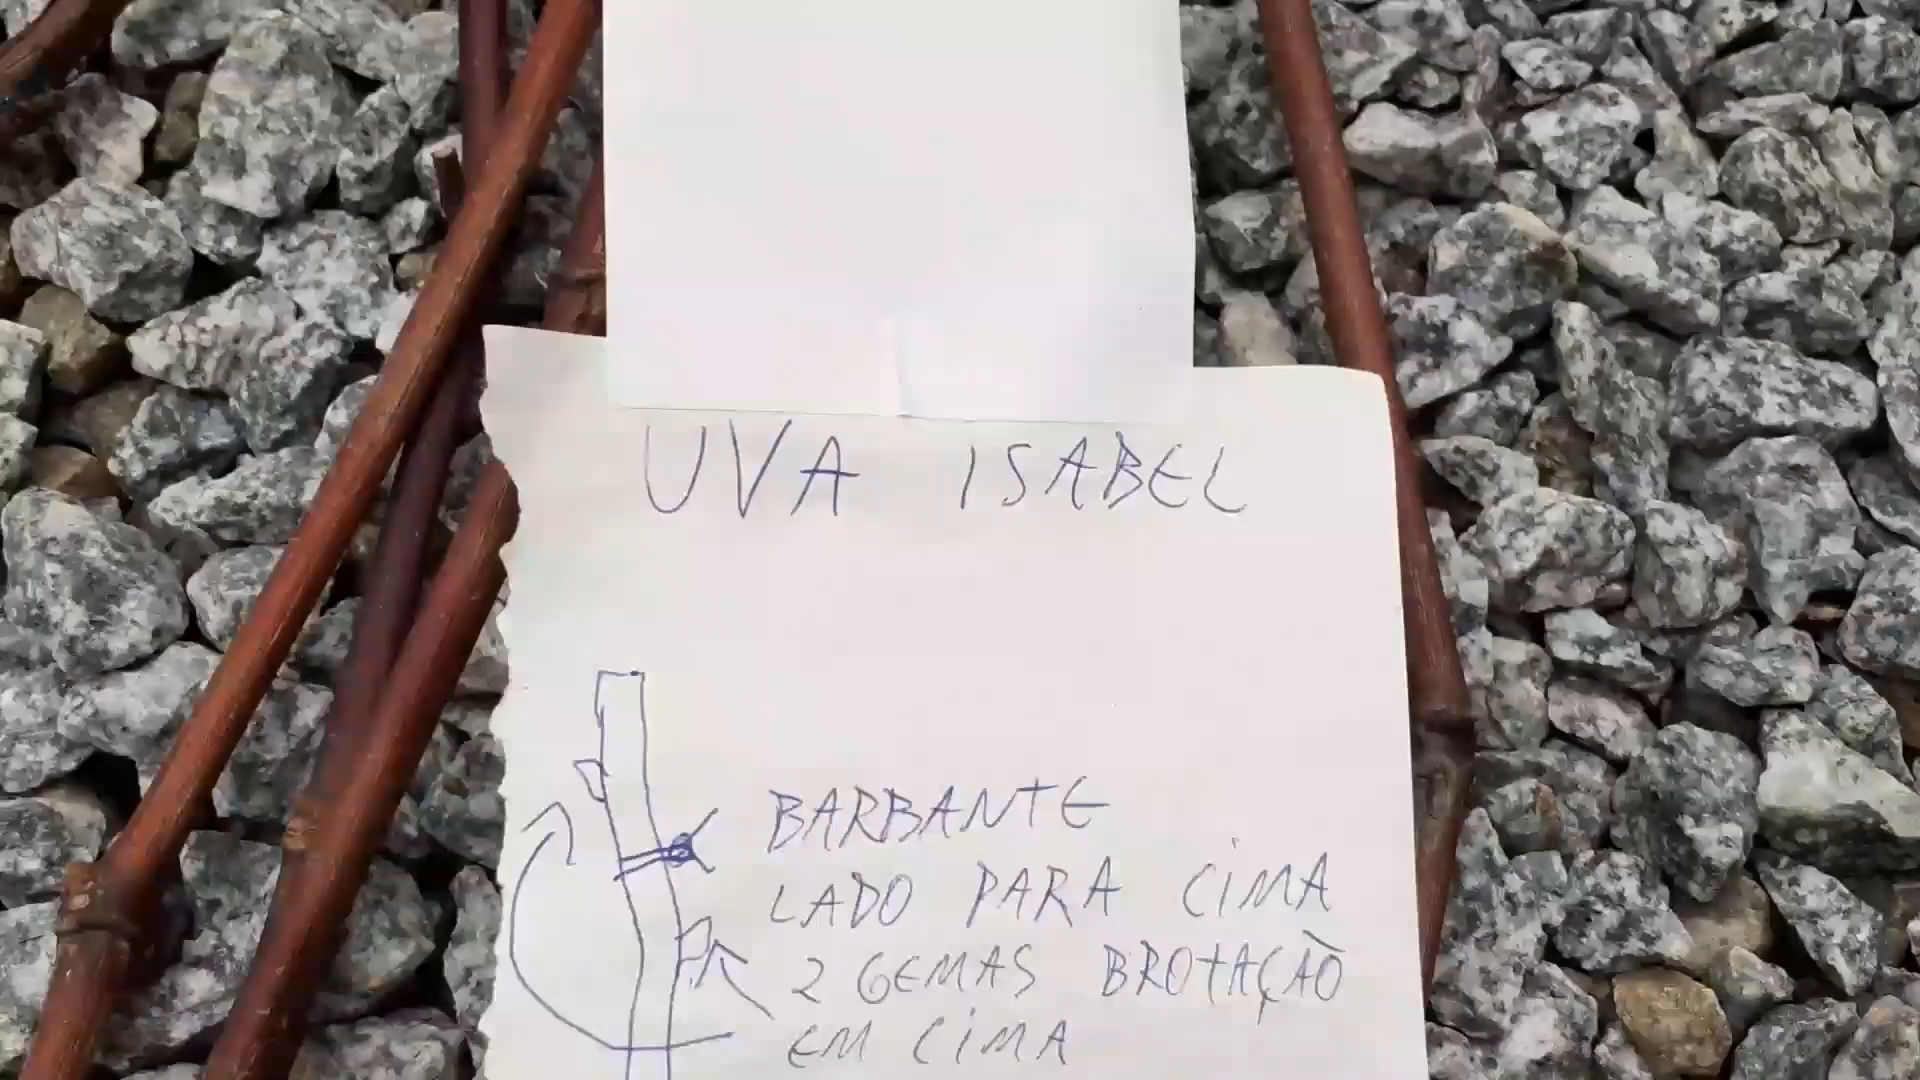 UVA ISABEL
BARBANTE
LADO PARA CIMA
2 GEMAS BROTAÇÃO
EM CIMA